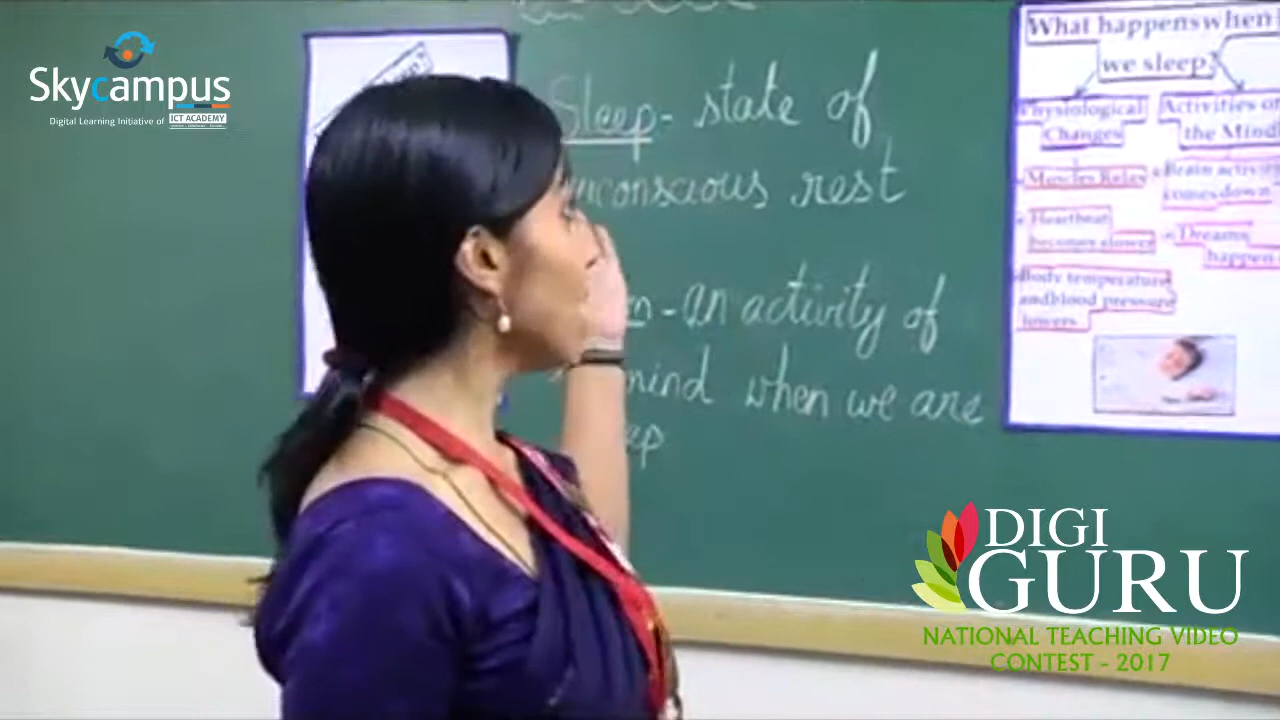 Skycampus
Digital Learning Initiative of ICT ACADEMY
Sleep - state of
unconscious rest
- an activity of
mind when we are
What happens when
we sleep
Physiological
Changes
Muscles Relax
Heartbeat
becomes slower
Body temperature
and blood pressure
lowers
Activities of
the Mind
Brain activity
comes down
Dreams
happen
DIGI
GURU
NATIONAL TEACHING VIDEO
CONTEST - 2017